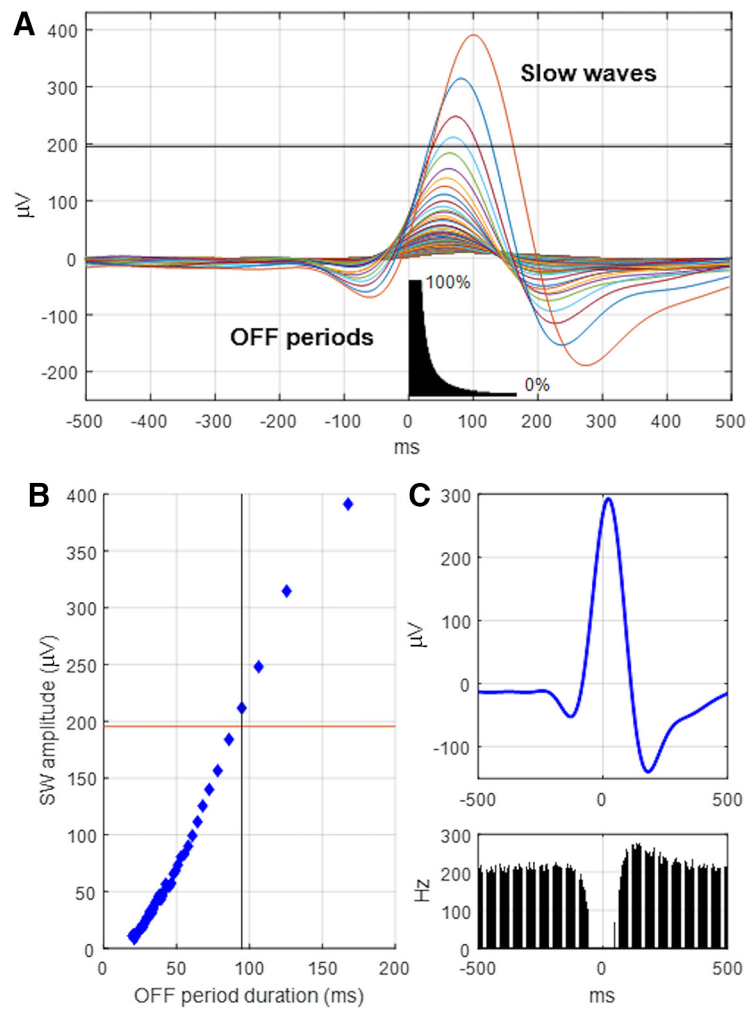 A
400
300
200
100
0
-100
-200
μV
Slow waves
OFF periods
100%
0%
-500 -400 -300 -200 -100 0 100 200 300 400 500
ms
B
400
350
300
250
200
150
100
50
0
SW amplitude (μV)
0 50 100 150 200
OFF period duration (ms)
C
300
200
100
0
-100
μV
-500 0 500
300
200
100
0
Hz
-500 0 500
ms